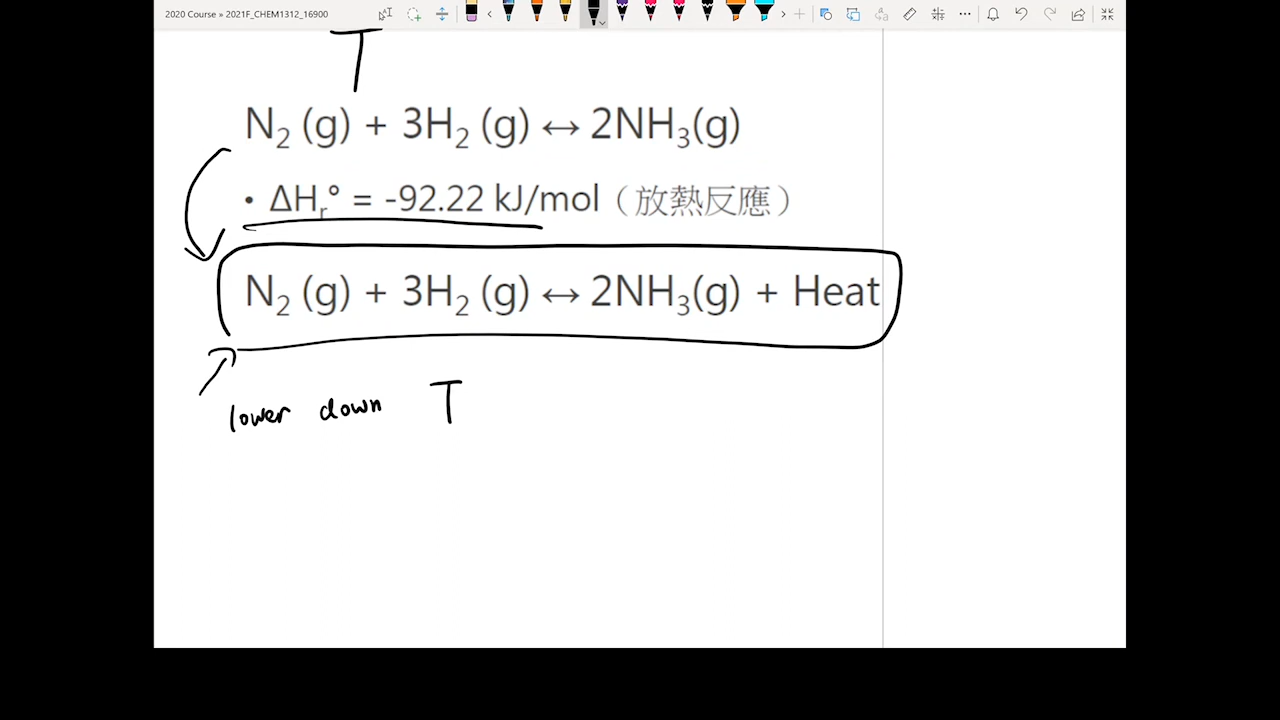 2020 Course » 2021F_CHEM1312_16900
T
N₂ (g) + 3H₂ (g) ↔ 2NH₃(g)
• ΔHᵣ° = -92.22 kJ/mol（放熱反應）
N₂ (g) + 3H₂ (g) ↔ 2NH₃(g) + Heat
lower down T